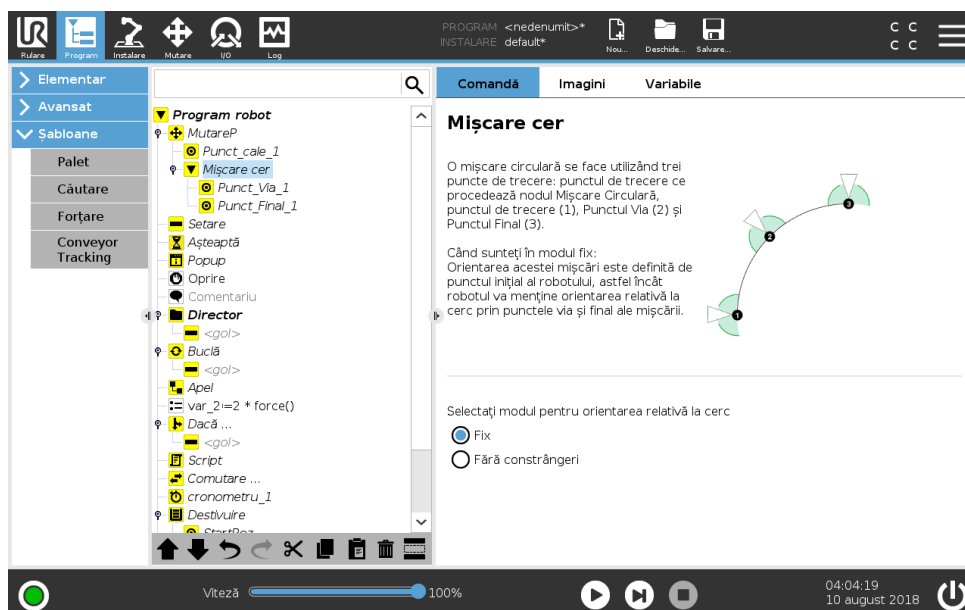 Rulare
Program
Instalare
Mutare
I/O
Log
PROGRAM <nedenumit>*
INSTALARE default*
Nou...
Deschide...
Salvare...
C C
C C
Elementar
Avansat
Șabloane
Palet
Căutare
Forțare
Conveyor
Tracking
Program robot
MutareP
Punct_cale_1
Mișcare cer
Punct_Via_1
Punct_Final_1
Setare
Așteaptă
Popup
Oprire
Comentariu
Director
<gol>
Buclă
<gol>
Apel
var_2:=2 * force()
Dacă ...
<gol>
Script
Comutare ...
cronometru_1
Destivuire
StartPoz
Comandă
Imagini
Variabile
Mișcare cer
O mișcare circulară se face utilizând trei
puncte de trecere: punctul de trecere ce
procedează nodul Mișcare Circulară,
punctul de trecere (1), Punctul Via (2) și
Punctul Final (3).
Când sunteți în modul fix:
Orientarea acestei mișcări este definită de
punctul inițial al robotului, astfel încât
robotul va menține orientarea relativă la
cerc prin punctele via și final ale mișcării.
3
2
1
Selectați modul pentru orientarea relativă la cerc
Fix
Fără constrângeri
Viteză
100%
04:04:19
10 august 2018